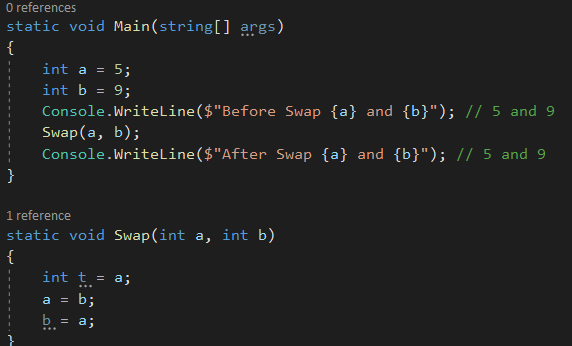 0 references
static void Main(string[] args)
{
int a = 5;
int b = 9;
Console.WriteLine($"Before Swap {a} and {b}"); // 5 and 9
Swap(a, b);
Console.WriteLine($"After Swap {a} and {b}"); // 5 and 9
}
1 reference
static void Swap(int a, int b)
{
int t = a;
a = b;
b = a;
}